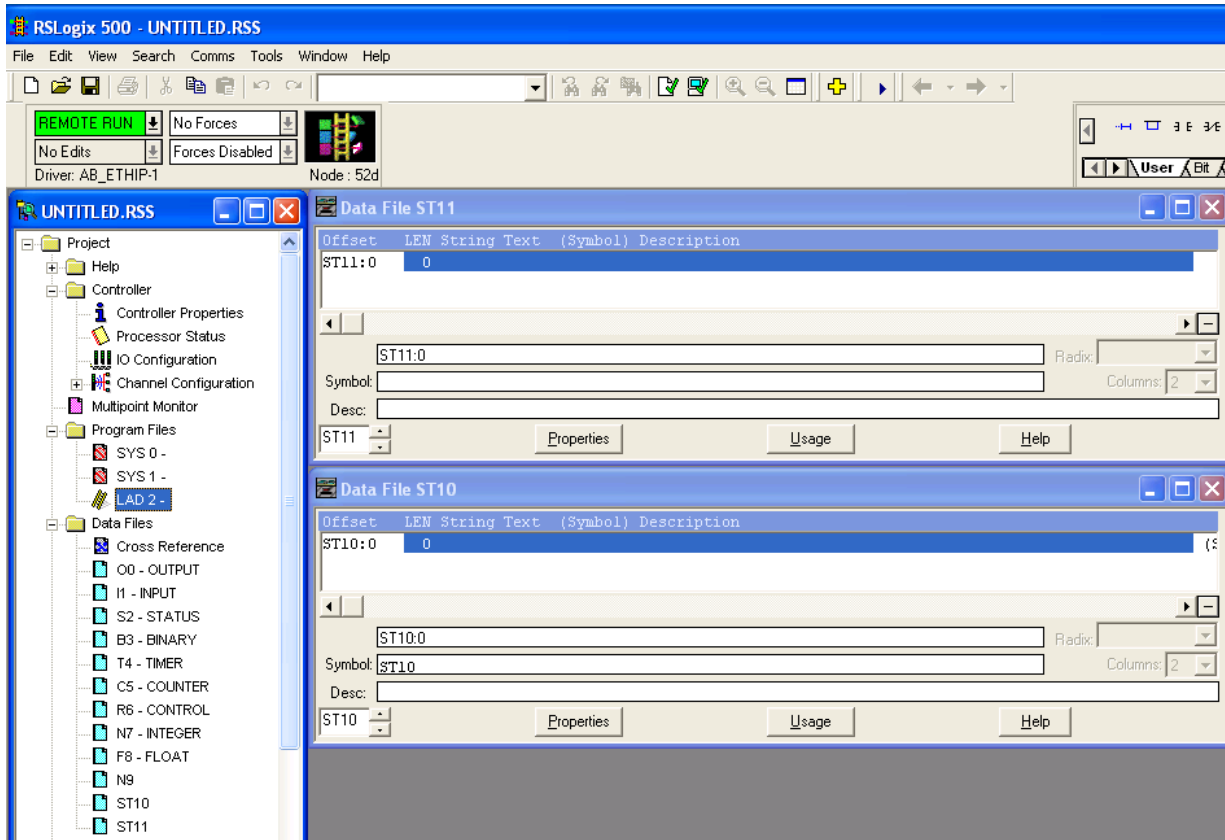 RSLogix 500 - UNTITLED.RSS
File Edit View Search Comms Tools Window Help
REMOTE RUN No Forces
No Edits Forces Disabled
Driver: AB_ETHIP-1 Node : 52d
User Bit
UNTITLED.RSS
Project
Help
Controller
Controller Properties
Processor Status
IO Configuration
Channel Configuration
Multipoint Monitor
Program Files
SYS 0 -
SYS 1 -
LAD 2 -
Data Files
Cross Reference
O0 - OUTPUT
I1 - INPUT
S2 - STATUS
B3 - BINARY
T4 - TIMER
C5 - COUNTER
R6 - CONTROL
N7 - INTEGER
F8 - FLOAT
N9
ST10
ST11
Data File ST11
Offset LEN String Text (Symbol) Description
ST11:0 0
ST11:0 Radix:
Symbol: Columns: 2
Desc:
ST11 Properties Usage Help
Data File ST10
Offset LEN String Text (Symbol) Description
ST10:0 0
ST10:0 Radix:
Symbol: ST10 Columns: 2
Desc:
ST10 Properties Usage Help